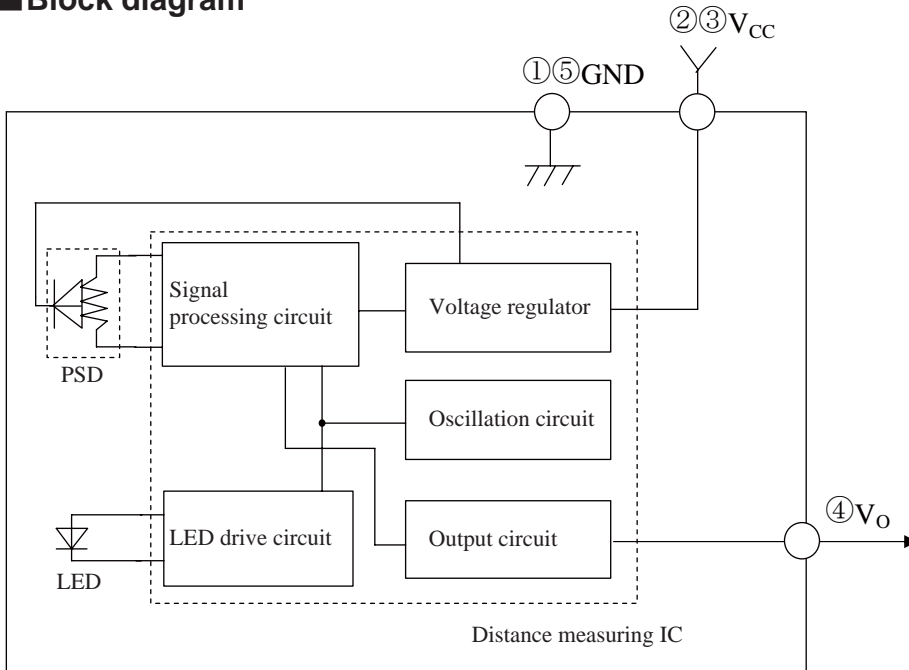 ■Block diagram
②③VCC
①⑤GND
Signal
processing circuit
Voltage regulator
PSD
Oscillation circuit
④VO
LED drive circuit
Output circuit
LED
Distance measuring IC